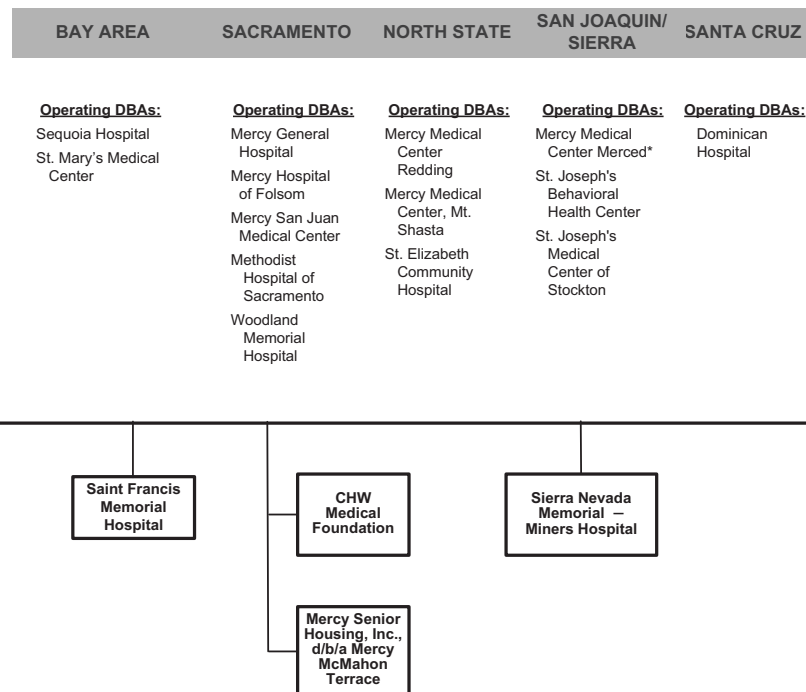 BAY AREA
SACRAMENTO
NORTH STATE
SAN JOAQUIN/
SIERRA
SANTA CRUZ
Operating DBAs:
Sequoia Hospital
St. Mary's Medical
Center
Operating DBAs:
Mercy General
Hospital
Mercy Hospital
of Folsom
Mercy San Juan
Medical Center
Methodist
Hospital of
Sacramento
Woodland
Memorial
Hospital
Operating DBAs:
Mercy Medical
Center
Redding
Mercy Medical
Center, Mt.
Shasta
St. Elizabeth
Community
Hospital
Operating DBAs:
Mercy Medical
Center Merced*
St. Joseph's
Behavioral
Health Center
St. Joseph's
Medical
Center of
Stockton
Operating DBAs:
Dominican
Hospital
Saint Francis
Memorial
Hospital
CHW
Medical
Foundation
Sierra Nevada
Memorial –
Miners Hospital
Mercy Senior
Housing, Inc.,
d/b/a Mercy
McMahon
Terrace